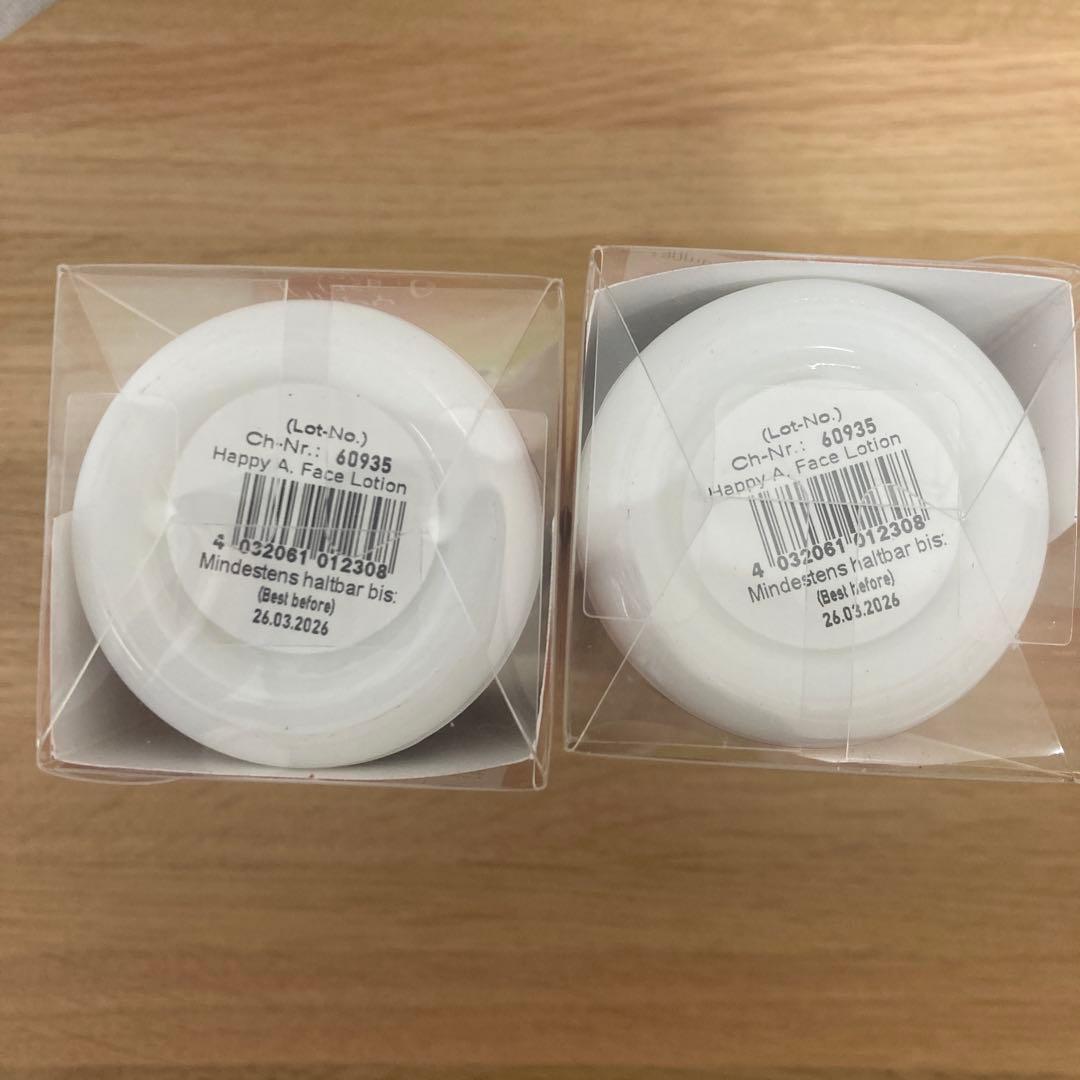 (Lot-No.)
Ch-Nr.: 60935
Happy A. Face Lotion
4 032061 012308
Mindestens haltbar bis:
(Best before)
26.03.2026
(Lot-No.)
Ch-Nr.: 60935
Happy A. Face Lotion
4 032061 012308
Mindestens haltbar bis:
(Best before)
26.03.2026